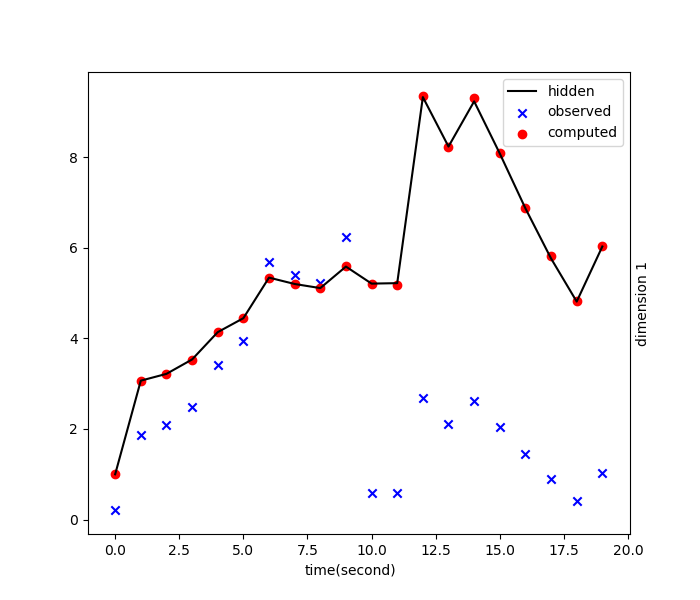 hidden
observed
computed
8
6
4
2
0
0.0 2.5 5.0 7.5 10.0 12.5 15.0 17.5 20.0
time(second)
dimension 1